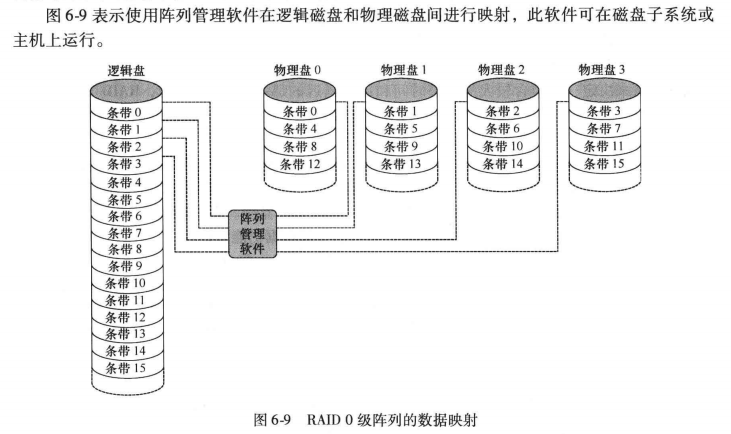 图 6-9 表示使用阵列管理软件在逻辑磁盘和物理磁盘间进行映射，此软件可在磁盘子系统或
主机上运行。
逻辑盘
条带 0
条带 1
条带 2
条带 3
条带 4
条带 5
条带 6
条带 7
条带 8
条带 9
条带 10
条带 11
条带 12
条带 13
条带 14
条带 15
物理盘 0
条带 0
条带 4
条带 8
条带 12
物理盘 1
条带 1
条带 5
条带 9
条带 13
物理盘 2
条带 2
条带 6
条带 10
条带 14
物理盘 3
条带 3
条带 7
条带 11
条带 15
阵列
管理
软件
图 6-9 RAID 0 级阵列的数据映射